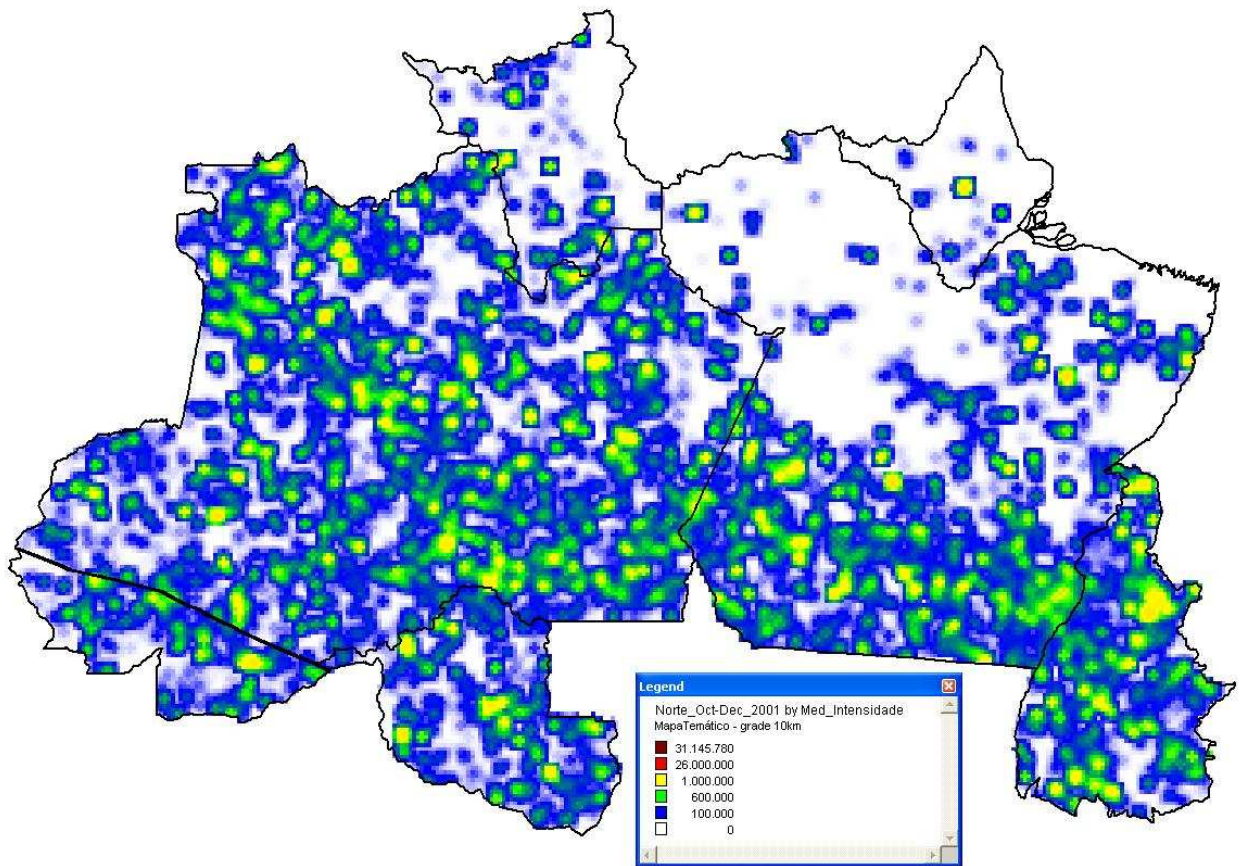 Legend
Norte_Oct-Dec_2001 by Med_Intensidade
MapaTemático - grade 10km
31.145.780
26.000.000
1.000.000
600.000
100.000
0